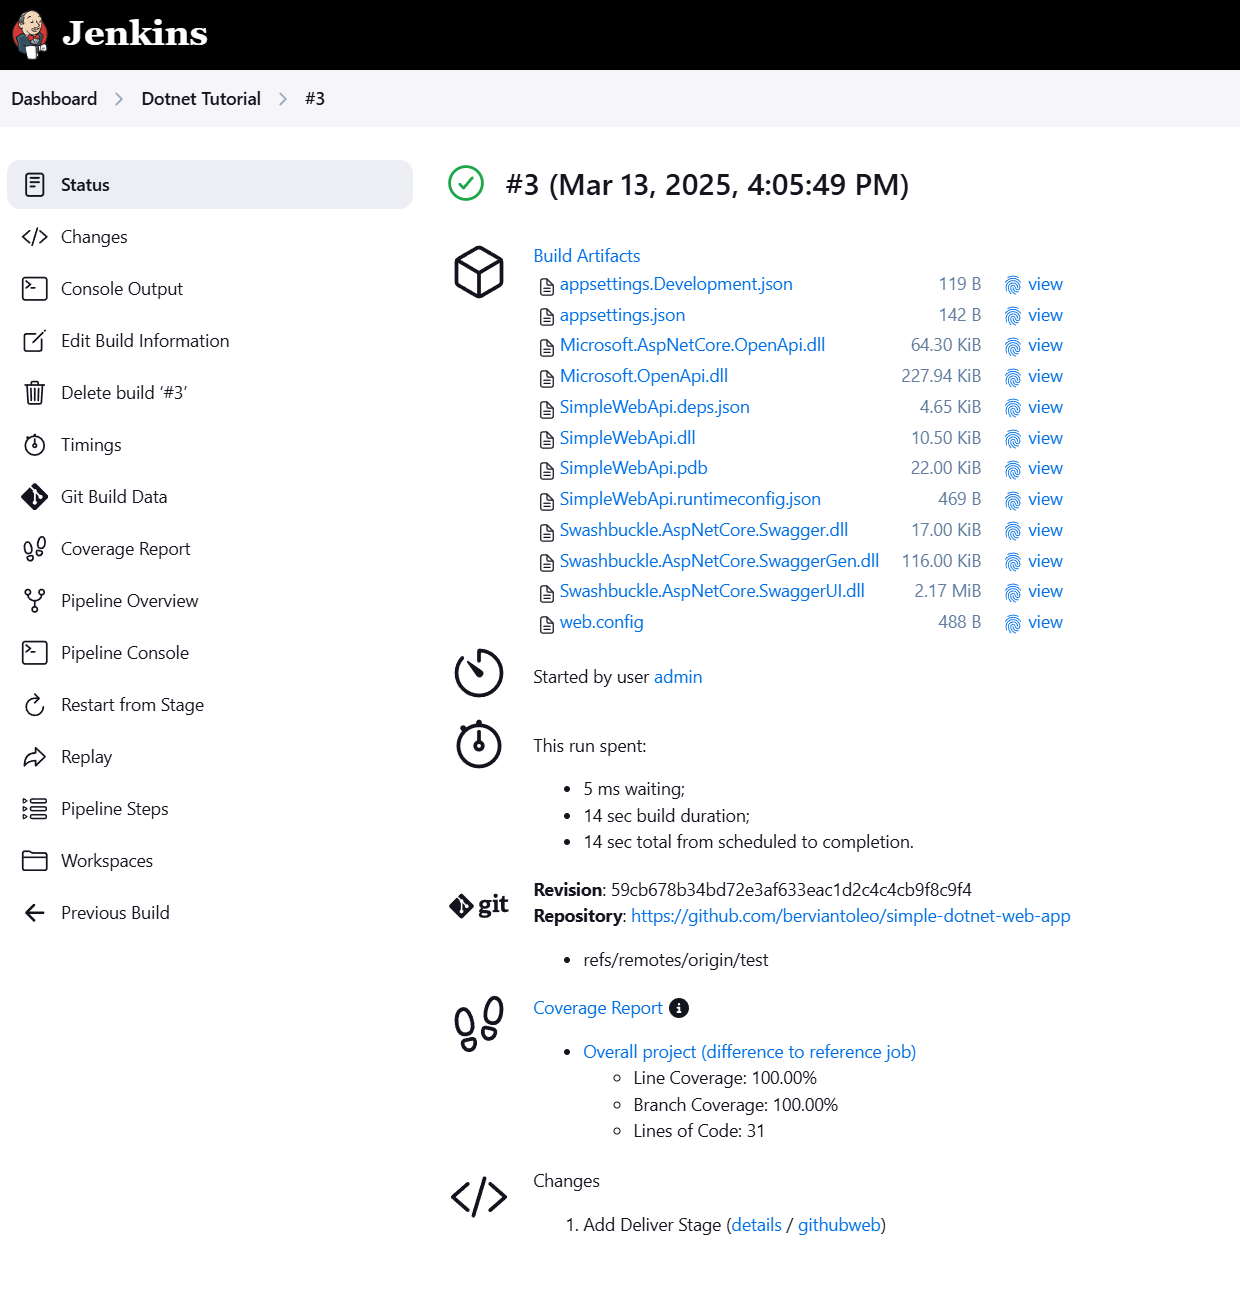 Jenkins
Dashboard > Dotnet Tutorial > #3
Status
Changes
Console Output
Edit Build Information
Delete build ‘#3’
Timings
Git Build Data
Coverage Report
Pipeline Overview
Pipeline Console
Restart from Stage
Replay
Pipeline Steps
Workspaces
Previous Build
#3 (Mar 13, 2025, 4:05:49 PM)
Build Artifacts
appsettings.Development.json 119 B view
appsettings.json 142 B view
Microsoft.AspNetCore.OpenApi.dll 64.30 KiB view
Microsoft.OpenApi.dll 227.94 KiB view
SimpleWebApi.deps.json 4.65 KiB view
SimpleWebApi.dll 10.50 KiB view
SimpleWebApi.pdb 22.00 KiB view
SimpleWebApi.runtimeconfig.json 469 B view
Swashbuckle.AspNetCore.Swagger.dll 17.00 KiB view
Swashbuckle.AspNetCore.SwaggerGen.dll 116.00 KiB view
Swashbuckle.AspNetCore.SwaggerUI.dll 2.17 MiB view
web.config 488 B view
Started by user admin
This run spent:
• 5 ms waiting;
• 14 sec build duration;
• 14 sec total from scheduled to completion.
git
Revision: 59cb678b34bd72e3af633eac1d2c4c4cb9f8c9f4
Repository: https://github.com/berviantoleo/simple-dotnet-web-app
• refs/remotes/origin/test
Coverage Report
• Overall project (difference to reference job)
◦ Line Coverage: 100.00%
◦ Branch Coverage: 100.00%
◦ Lines of Code: 31
Changes
1. Add Deliver Stage (details / githubweb)